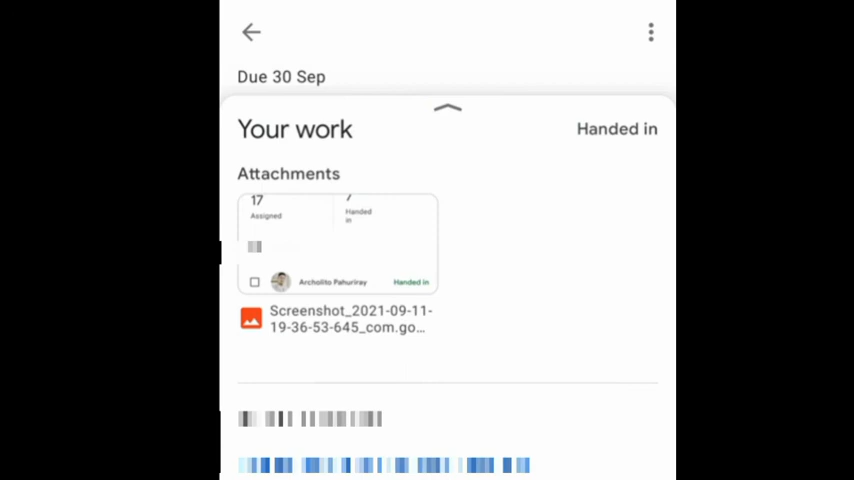 Due 30 Sep
Your work
Handed in
Attachments
17
7
Assigned
Handed
in
Archolito Pahuriray
Handed in
Screenshot_2021-09-11-
19-36-53-645_com.go...